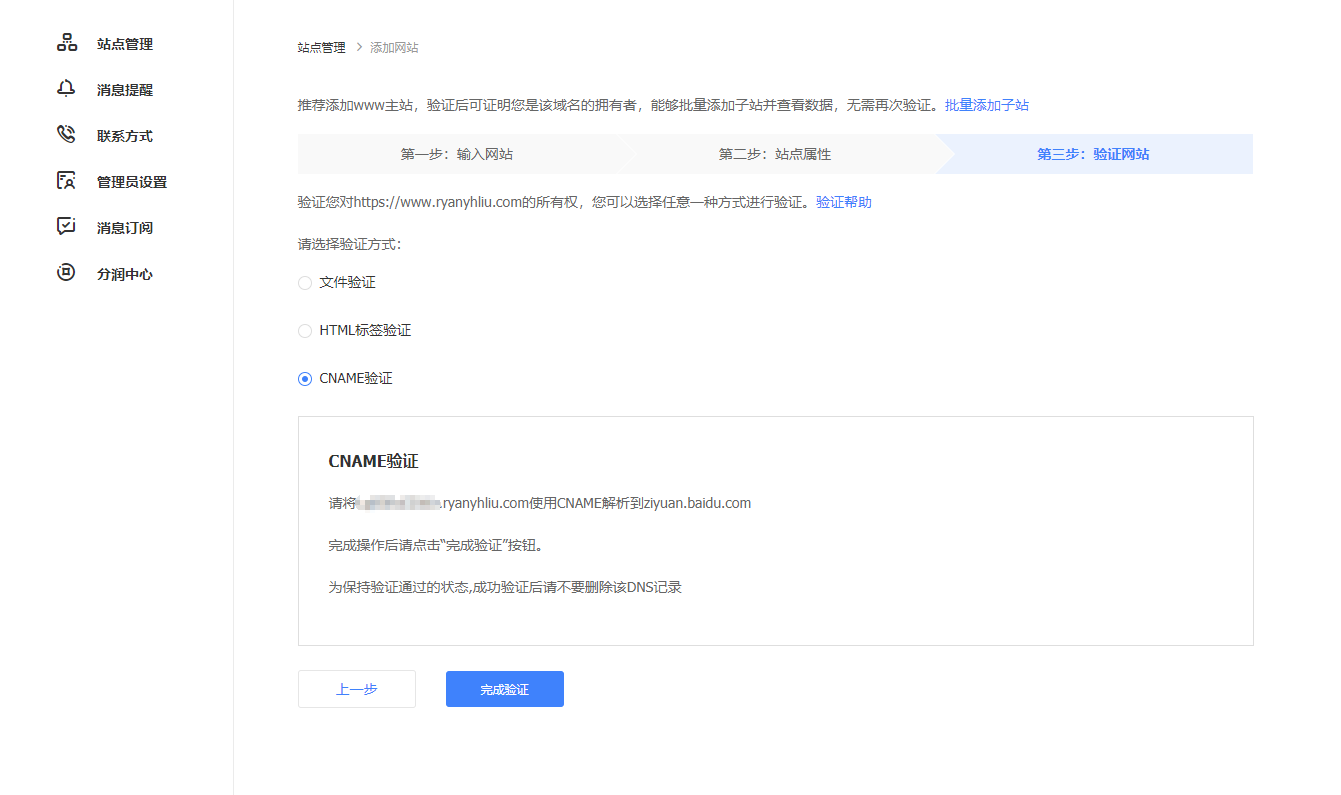 站点管理
消息提醒
联系方式
管理员设置
消息订阅
分润中心
站点管理 > 添加网站
推荐添加www主站，验证后可证明您是该域名的拥有者，能够批量添加子站并查看数据，无需再次验证。批量添加子站
第一步：输入网站 第二步：站点属性 第三步：验证网站
验证您对https://www.ryanyhliu.com的所有权，您可以选择任意一种方式进行验证。验证帮助
请选择验证方式：
文件验证
HTML标签验证
CNAME验证
CNAME验证
请将.ryanyhliu.com使用CNAME解析到ziyuan.baidu.com
完成操作后请点击“完成验证”按钮。
为保持验证通过的状态,成功验证后请不要删除该DNS记录
上一步 完成验证